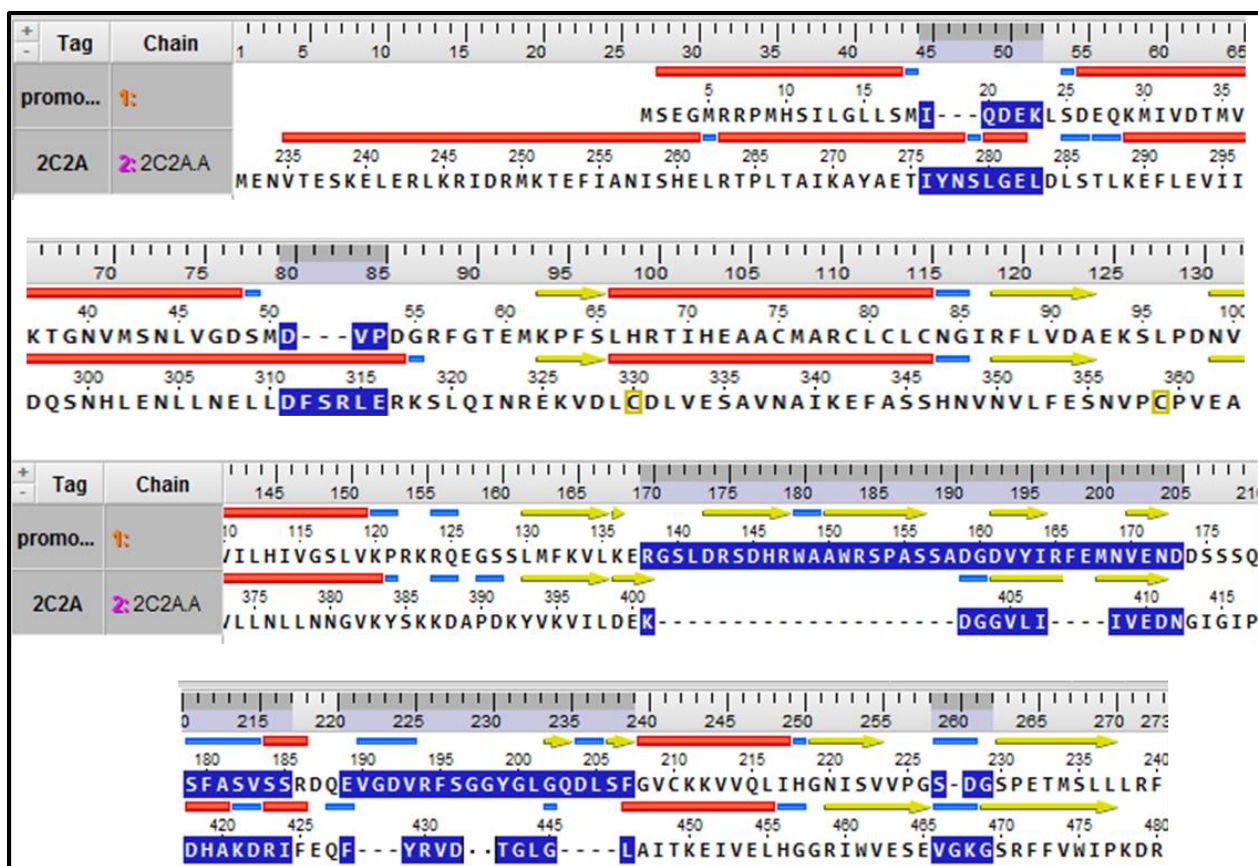 + - Tag Chain 1 5 10 15 20 25 30 35 40 45 50 55 60 65
5 10 15 20 25 30 35
promo... 1: MSEGMRRPMHSILGLLSMI---QDEKLSDEQKMIVDTMV
235 240 245 250 255 260 265 270 275 280 285 290 295
2C2A 2: 2C2A.A MENVTESKELERLKRIDRMKTEFIANISHELRTPLTAIKAYAETIYNSLGELDLSTLKEFLEVII
70 75 80 85 90 95 100 105 110 115 120 125 130
40 45 50 55 60 65 70 75 80 85 90 95 100
KTGNVMSNLVGDSMD---VPDGRFGTEMKPFSLHRTIHEAACMARCLCLCNGIRFLVDAEKSLPDNV
300 305 310 315 320 325 330 335 340 345 350 355 360
DQSNHLENLLNELLDFSRLERKSLQINREKVDLCDLVESAVNAIKEFASSHNVNVLFESNVPCPVEA
+ - Tag Chain 145 150 155 160 165 170 175 180 185 190 195 200 205 21
10 115 120 125 130 135 140 145 150 155 160 165 170 175
promo... 1: VILHIVGSLVKPRKRQEGSSLMFKVLKERGSLDRSDHRWAAWRSPASSADGDVYIRFEMNVENDDSSSQ
375 380 385 390 395 400 405 410 415
2C2A 2: 2C2A.A VLLNLLNNGVKYSKKDAPDKYVKVILDEK--------------------DGGVLI----IVEDNGIGIP
0 215 220 225 230 235 240 245 250 255 260 265 270 273
180 185 190 195 200 205 210 215 220 225 230 235 240
SFASVSSRDQEVGDVRFSGGYGLGQDLSFGVCKKVVQLIHGNISVVPGS-DGSPETMSLLLRF
420 425 430 445 450 455 460 465 470 475 480
DHAKDRIFEQF---YRVD··TGLG----LAITKEIVELHGGRIWVESEVGKGSRFFVWIPKDR